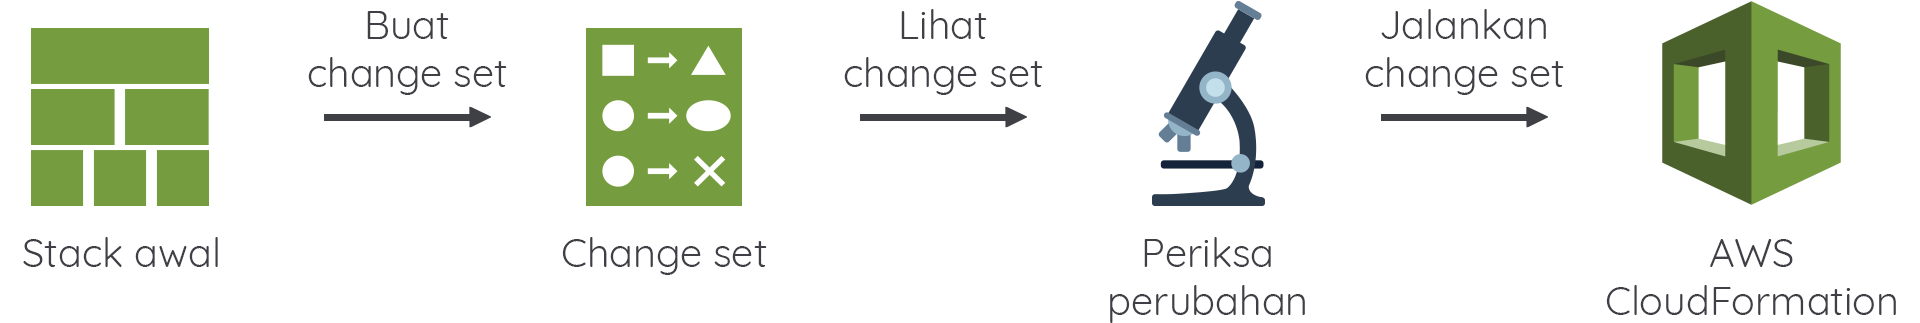 Buat
change set
Lihat
change set
Jalankan
change set
Stack awal
Change set
Periksa
perubahan
AWS
CloudFormation